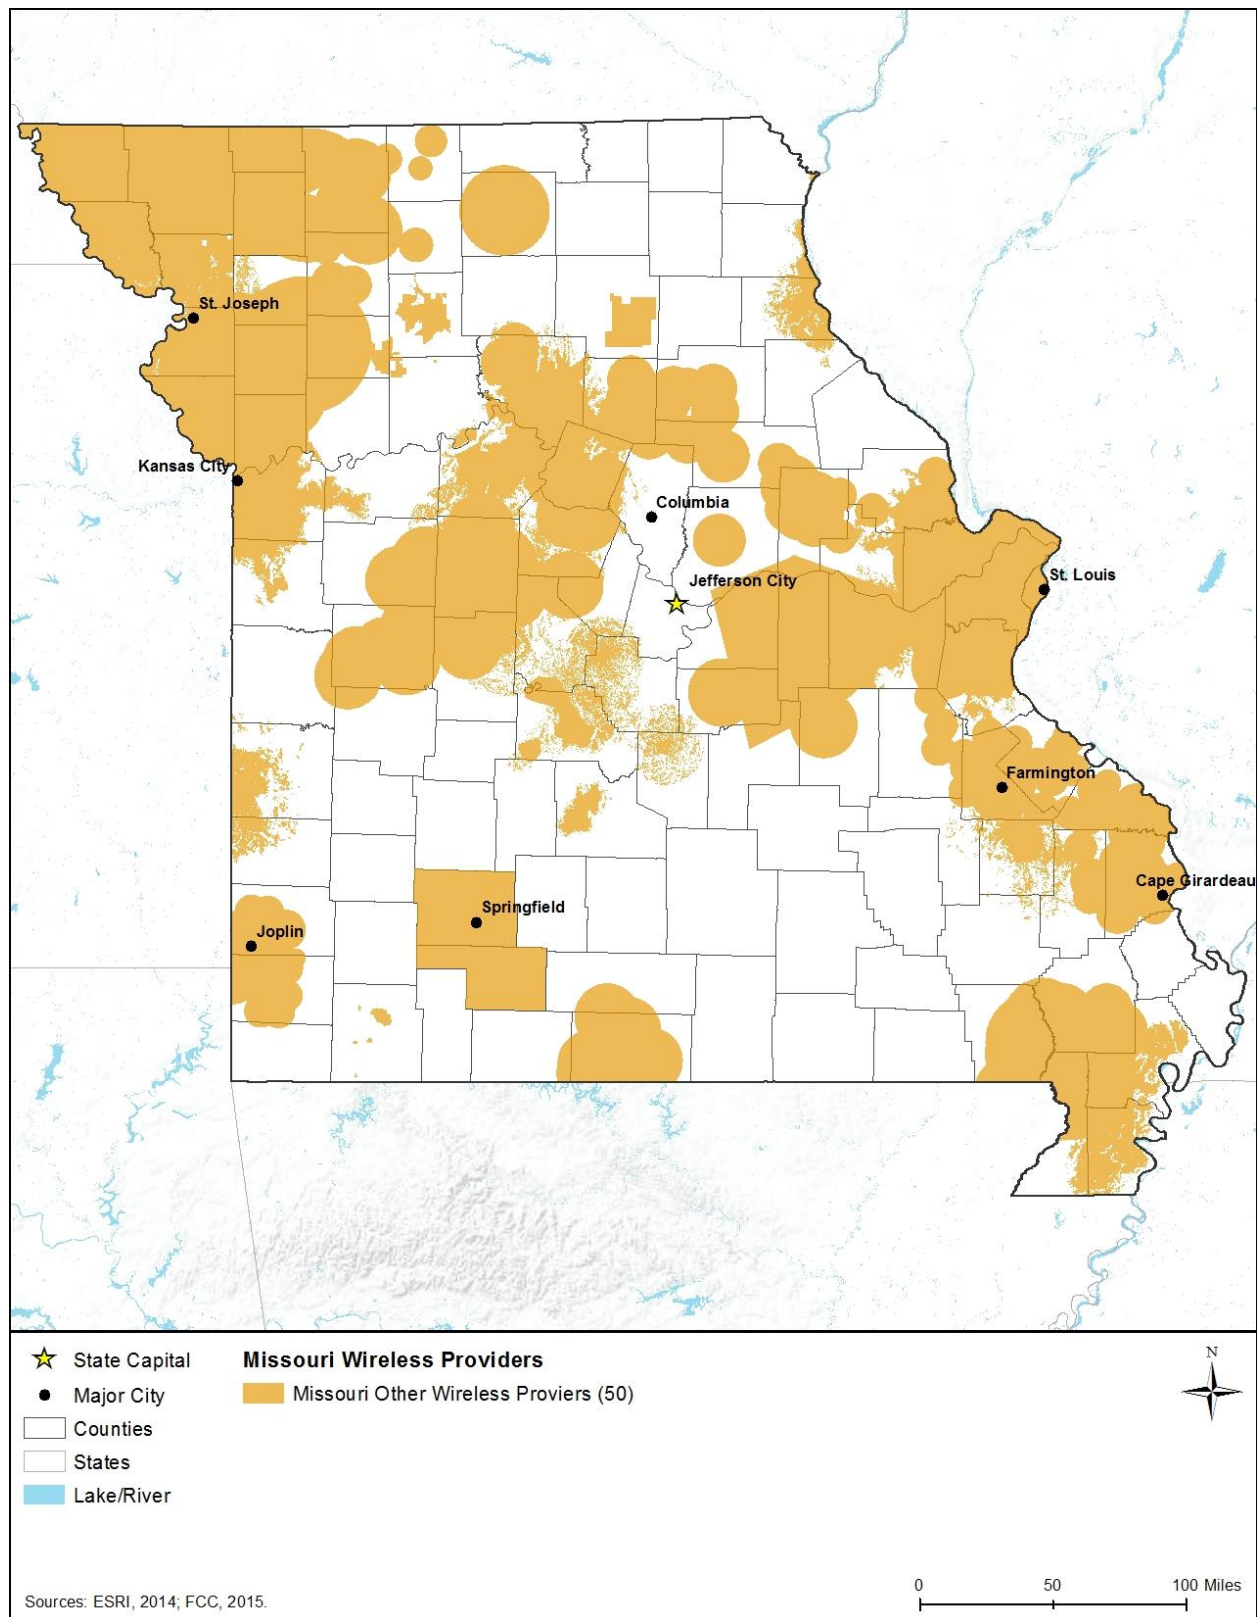 St. Joseph
Kansas City
Columbia
Jefferson City
St. Louis
Farmington
Cape Girardeau
Springfield
Joplin
State Capital
Major City
Counties
States
Lake/River
Missouri Wireless Providers
Missouri Other Wireless Proviers (50)
N
Sources: ESRI, 2014; FCC, 2015.
0 50 100 Miles